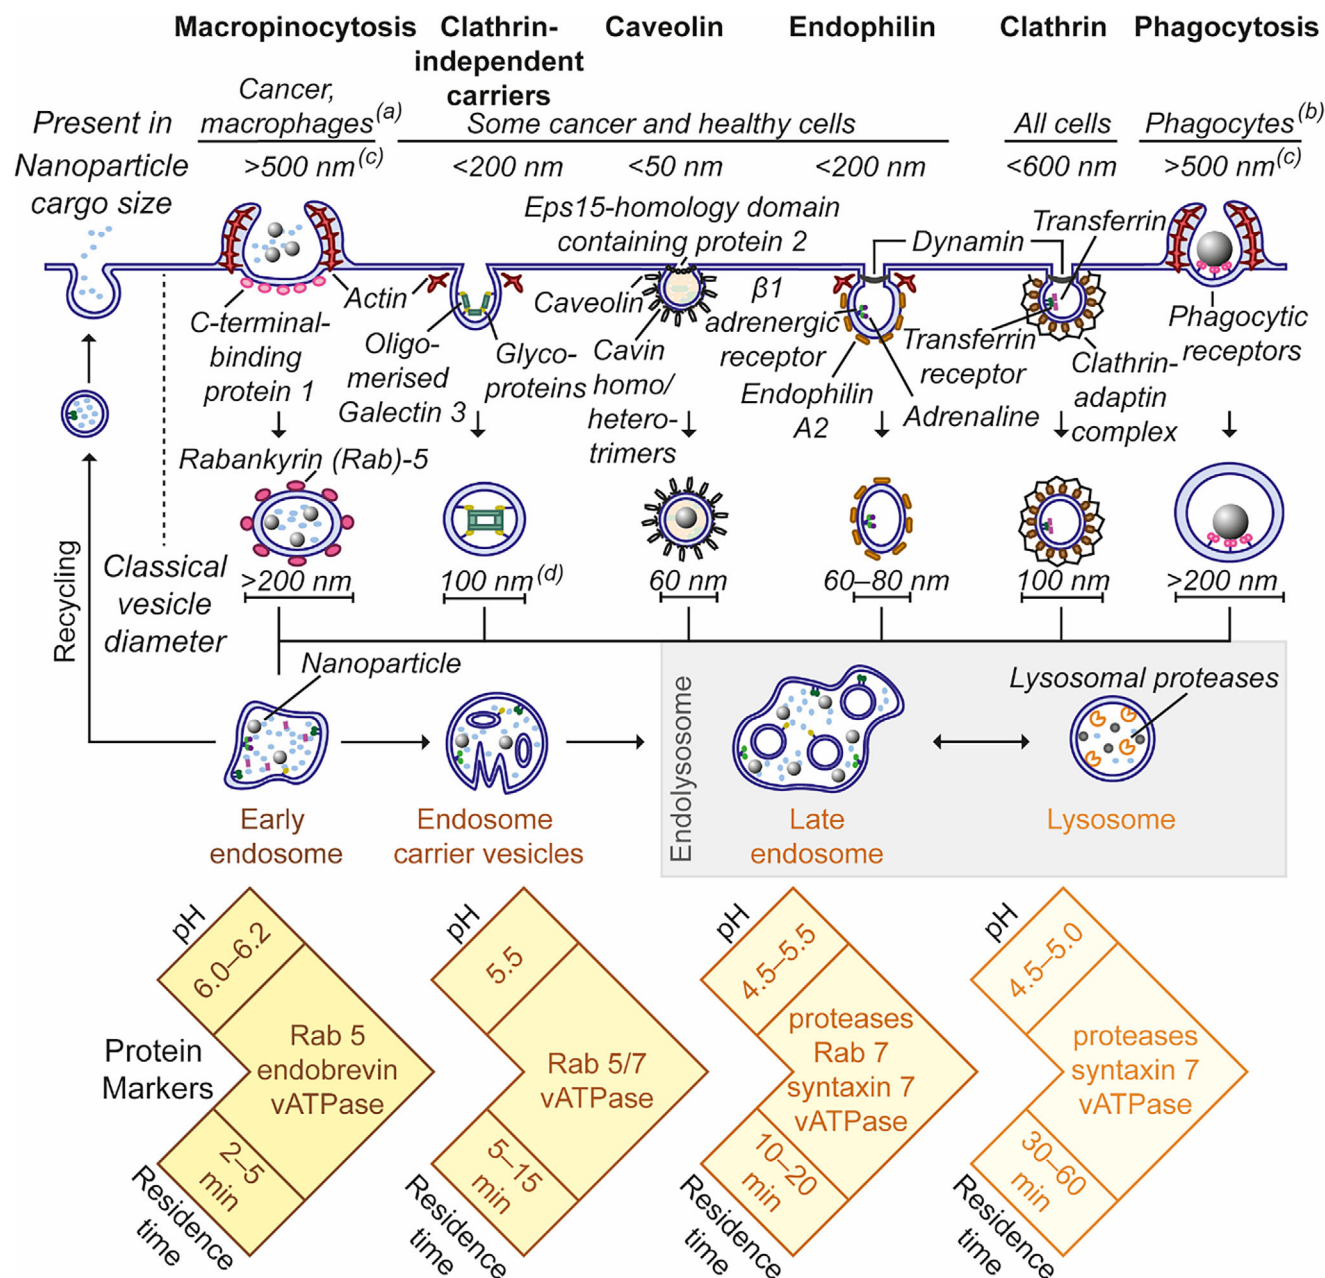 Macropinocytosis
Clathrin-
independent
carriers
Caveolin
Endophilin
Clathrin
Phagocytosis
Present in
Cancer,
macrophages(a)
Some cancer and healthy cells
All cells
Phagocytes(b)
Nanoparticle
cargo size
>500 nm(c)
<200 nm
<50 nm
<200 nm
<600 nm
>500 nm(c)
Eps15-homology domain
containing protein 2
Dynamin
Transferrin
Actin
Caveolin
β1
adrenergic
receptor
C-terminal-
binding
protein 1
Oligo-
merised
Galectin 3
Glyco-
proteins
Cavin
homo/
hetero-
trimers
Endophilin
A2
Adrenaline
Transferrin
receptor
Clathrin-
adaptin
complex
Phagocytic
receptors
Rabankyrin (Rab)-5
Recycling
Classical
vesicle
diameter
>200 nm
100 nm(d)
60 nm
60–80 nm
100 nm
>200 nm
Nanoparticle
Endolysosome
Lysosomal proteases
Early
endosome
Endosome
carrier vesicles
Late
endosome
Lysosome
pH
6.0–6.2
pH
5.5
pH
4.5–5.5
pH
4.5–5.0
Protein
Markers
Rab 5
endobrevin
vATPase
Rab 5/7
vATPase
proteases
Rab 7
syntaxin 7
vATPase
proteases
syntaxin 7
vATPase
2–5
min
Residence
time
5–15
min
Residence
time
10–20
min
Residence
time
30–60
min
Residence
time